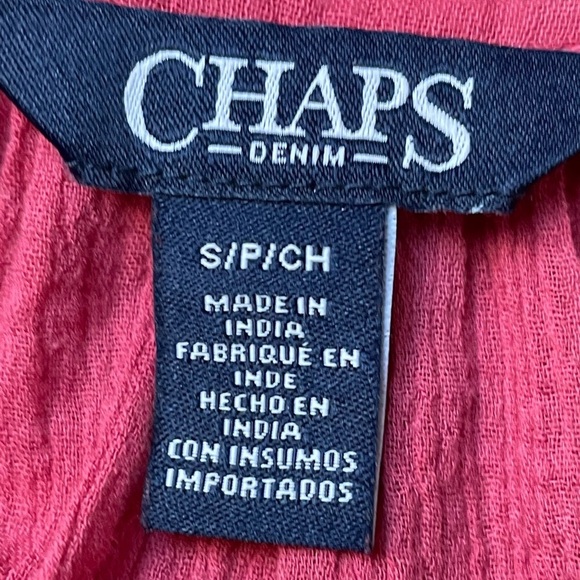 CHAPS
DENIM
S/P/CH
MADE IN
INDIA
FABRIQUÉ EN
INDE
HECHO EN
INDIA
CON INSUMOS
IMPORTADOS